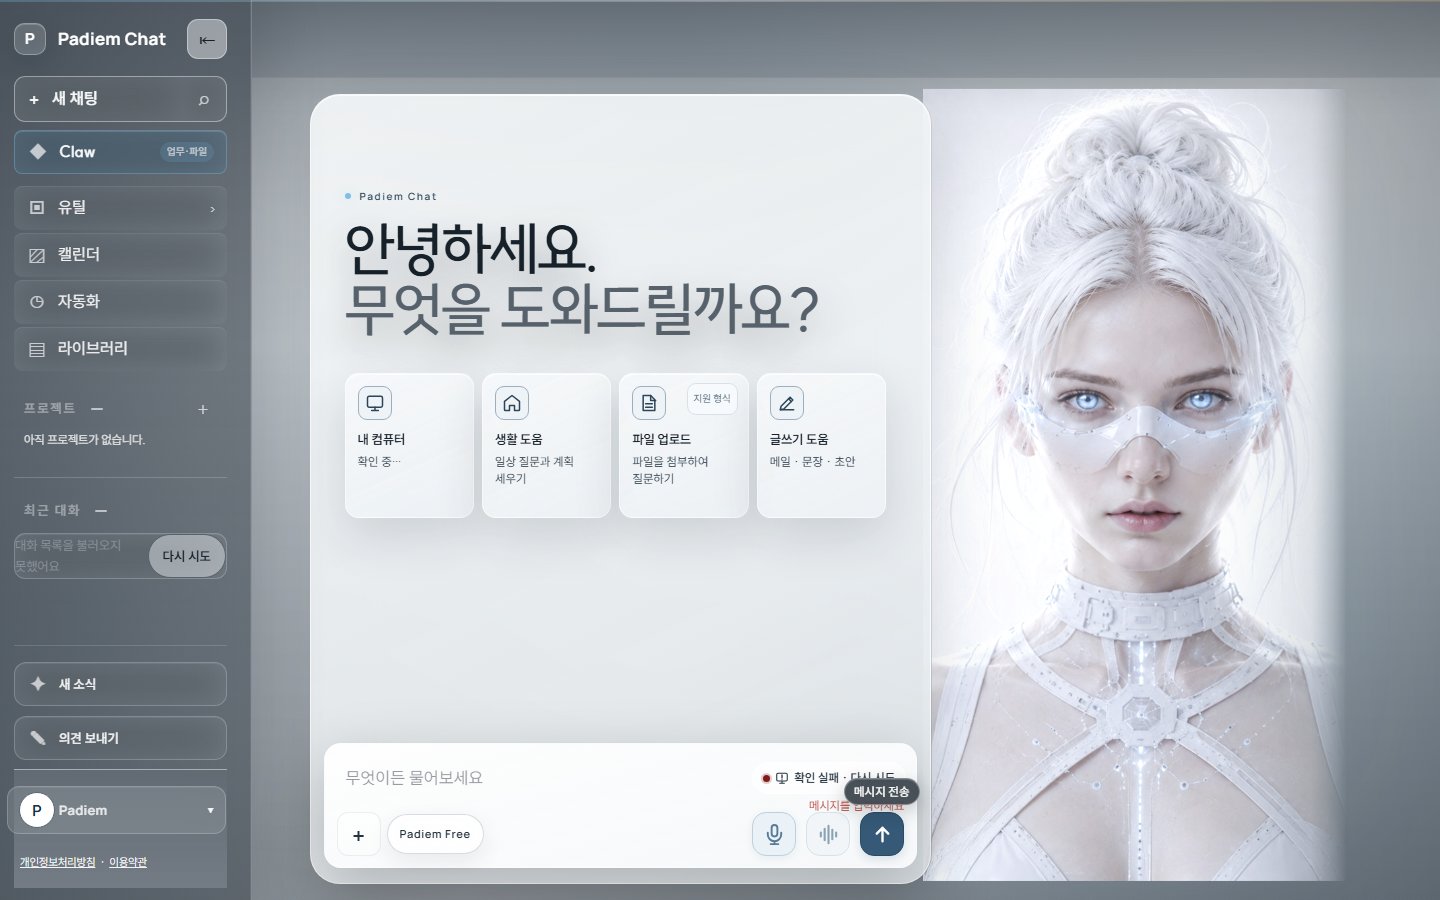 P Padiem Chat
+ 새 채팅
Claw 업무·파일
유틸
캘린더
자동화
라이브러리
프로젝트
아직 프로젝트가 없습니다.
최근 대화
대화 목록을 불러오지
못했어요
다시 시도
새 소식
의견 보내기
P Padiem
개인정보처리방침 · 이용약관
Padiem Chat
안녕하세요.
무엇을 도와드릴까요?
내 컴퓨터
확인 중…
생활 도움
일상 질문과 계획
세우기
지원 형식
파일 업로드
파일을 첨부하여
질문하기
글쓰기 도움
메일 · 문장 · 초안
무엇이든 물어보세요
확인 실패 · 다시 시도
메시지 전송
메시지를 입력하세요
+ Padiem Free